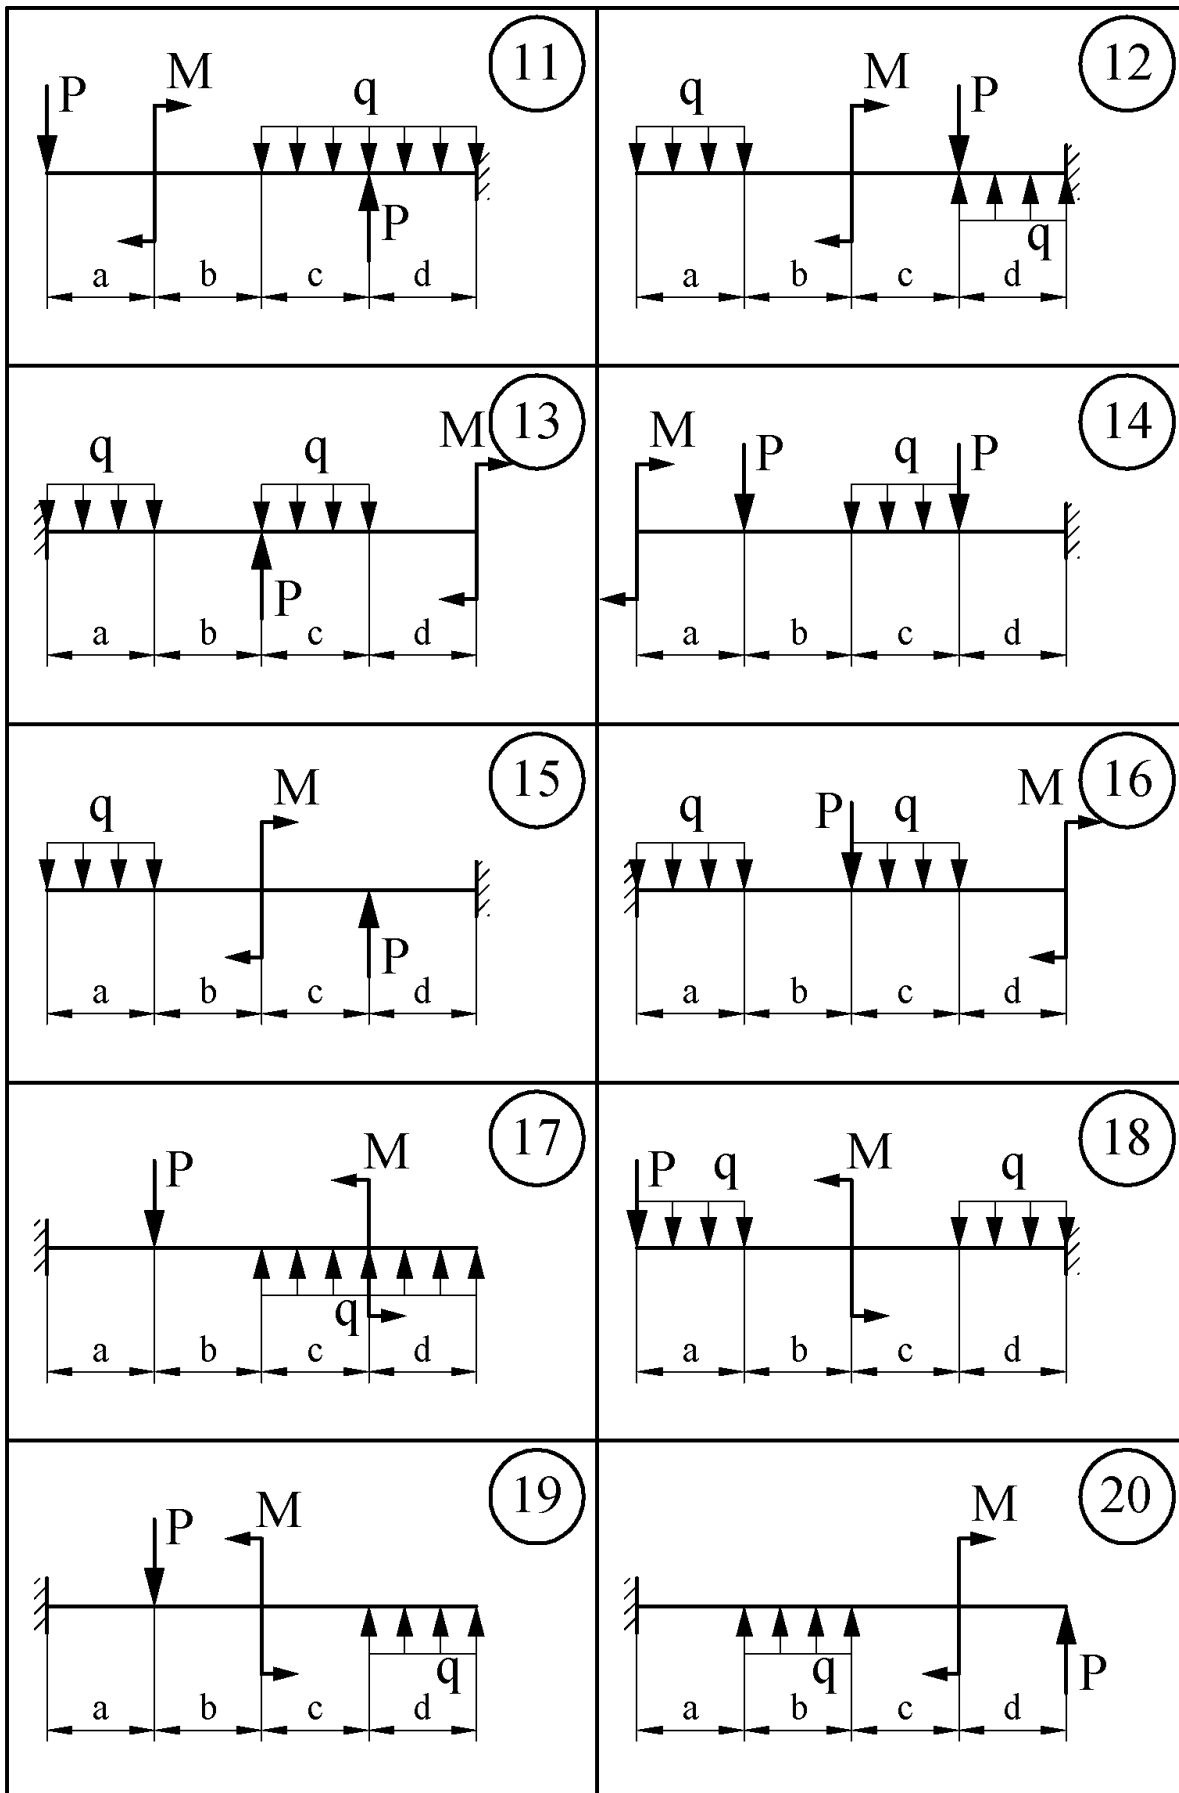 P M q 11
P
a b c d
q M P 12
q
a b c d
q q M 13
P
a b c d
M P q P 14
a b c d
q M 15
P
a b c d
q P q M 16
a b c d
P M 17
q
a b c d
P q M q 18
a b c d
P M 19
q
a b c d
M 20
q P
a b c d